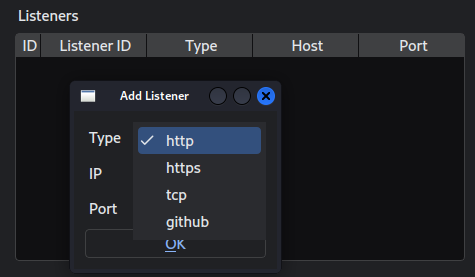 Listeners
ID Listener ID Type Host Port
Add Listener
Type
http
https
IP
tcp
Port
github
OK